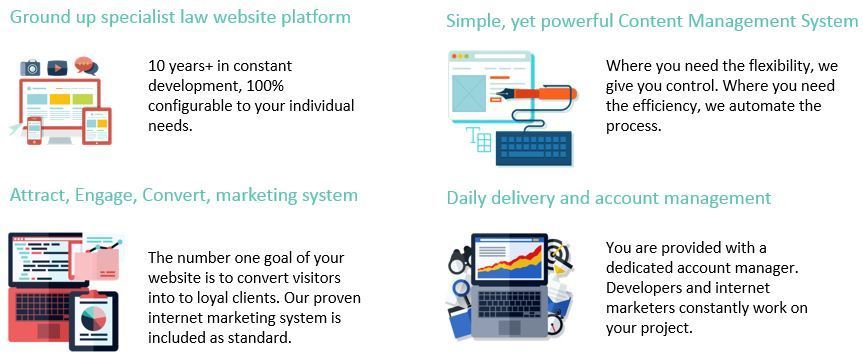 Ground up specialist law website platform
10 years+ in constant
development, 100%
configurable to your individual
needs.
Simple, yet powerful Content Management System
Where you need the flexibility, we
give you control. Where you need
the efficiency, we automate the
process.
Attract, Engage, Convert, marketing system
The number one goal of your
website is to convert visitors
into to loyal clients. Our proven
internet marketing system is
included as standard.
Daily delivery and account management
You are provided with a
dedicated account manager.
Developers and internet
marketers constantly work on
your project.